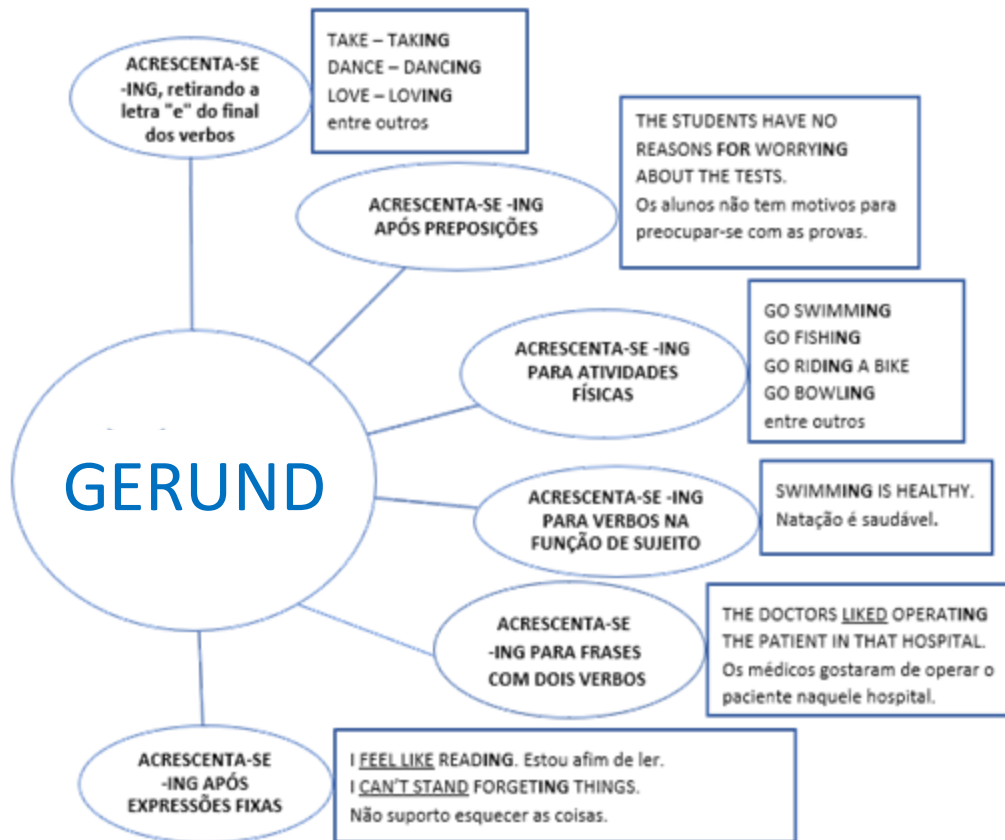 ACRESCENTA-SE
-ING, retirando a
letra "e" do final
dos verbos
TAKE – TAKING
DANCE – DANCING
LOVE – LOVING
entre outros
ACRESCENTA-SE -ING
APÓS PREPOSIÇÕES
THE STUDENTS HAVE NO
REASONS FOR WORRYING
ABOUT THE TESTS.
Os alunos não tem motivos para
preocupar-se com as provas.
ACRESCENTA-SE -ING
PARA ATIVIDADES
FÍSICAS
GO SWIMMING
GO FISHING
GO RIDING A BIKE
GO BOWLING
entre outros
GERUND
ACRESCENTA-SE -ING
PARA VERBOS NA
FUNÇÃO DE SUJEITO
SWIMMING IS HEALTHY.
Natação é saudável.
ACRESCENTA-SE
-ING PARA FRASES
COM DOIS VERBOS
THE DOCTORS LIKED OPERATING
THE PATIENT IN THAT HOSPITAL.
Os médicos gostaram de operar o
paciente naquele hospital.
ACRESCENTA-SE
-ING APÓS
EXPRESSÕES FIXAS
I FEEL LIKE READING. Estou afim de ler.
I CAN'T STAND FORGETING THINGS.
Não suporto esquecer as coisas.